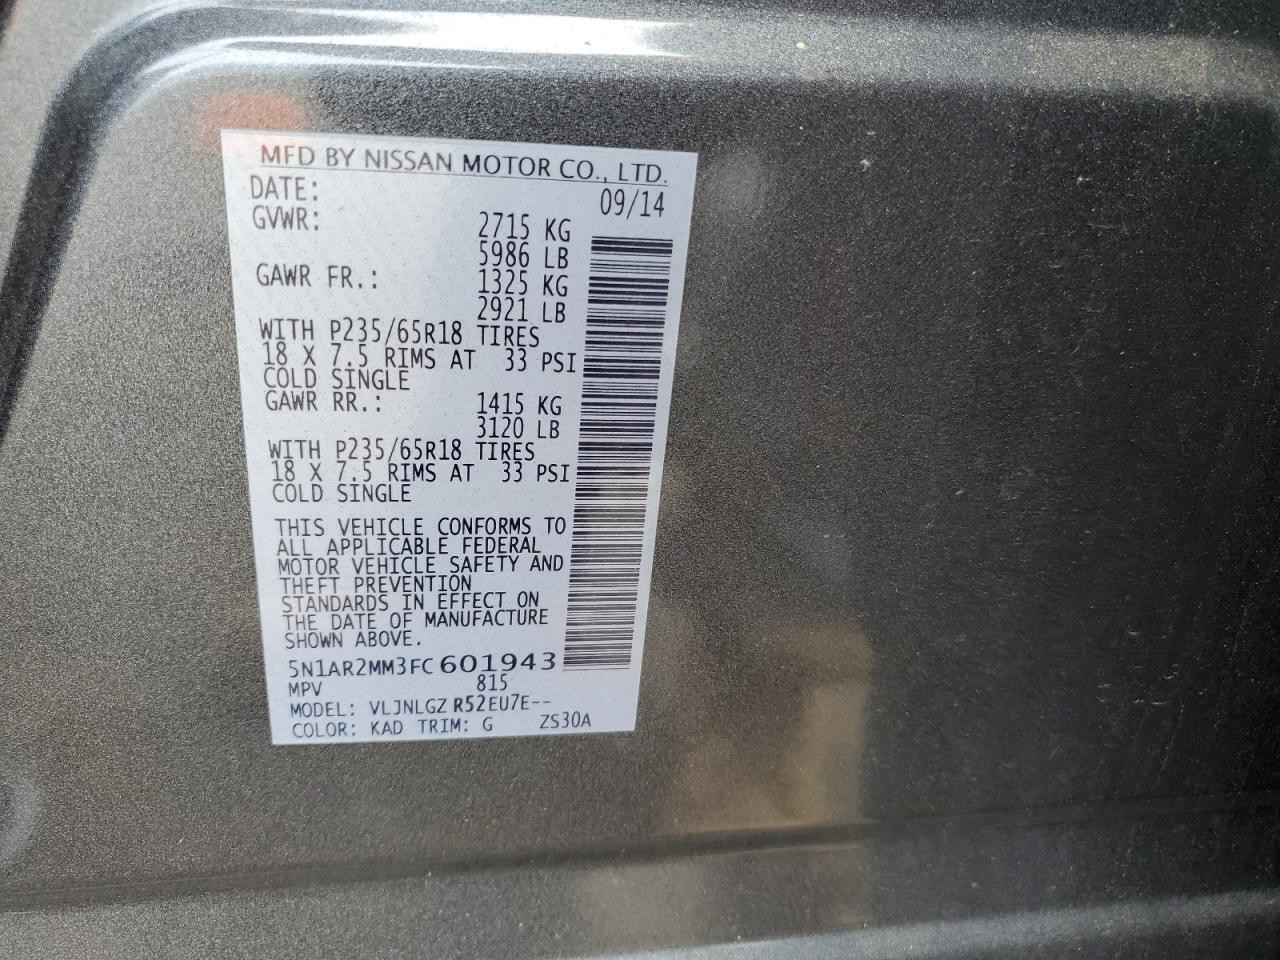 MFD BY NISSAN MOTOR CO., LTD.
DATE: 09/14
GVWR: 2715 KG
5986 LB
GAWR FR.: 1325 KG
2921 LB
WITH P235/65R18 TIRES
18 X 7.5 RIMS AT 33 PSI
COLD SINGLE
GAWR RR.: 1415 KG
3120 LB
WITH P235/65R18 TIRES
18 X 7.5 RIMS AT 33 PSI
COLD SINGLE
THIS VEHICLE CONFORMS TO
ALL APPLICABLE FEDERAL
MOTOR VEHICLE SAFETY AND
THEFT PREVENTION
STANDARDS IN EFFECT ON
THE DATE OF MANUFACTURE
SHOWN ABOVE.
5N1AR2MM3FC601943
MPV 815
MODEL: VLJNLGZ R52EU7E--
COLOR: KAD TRIM: G ZS30A